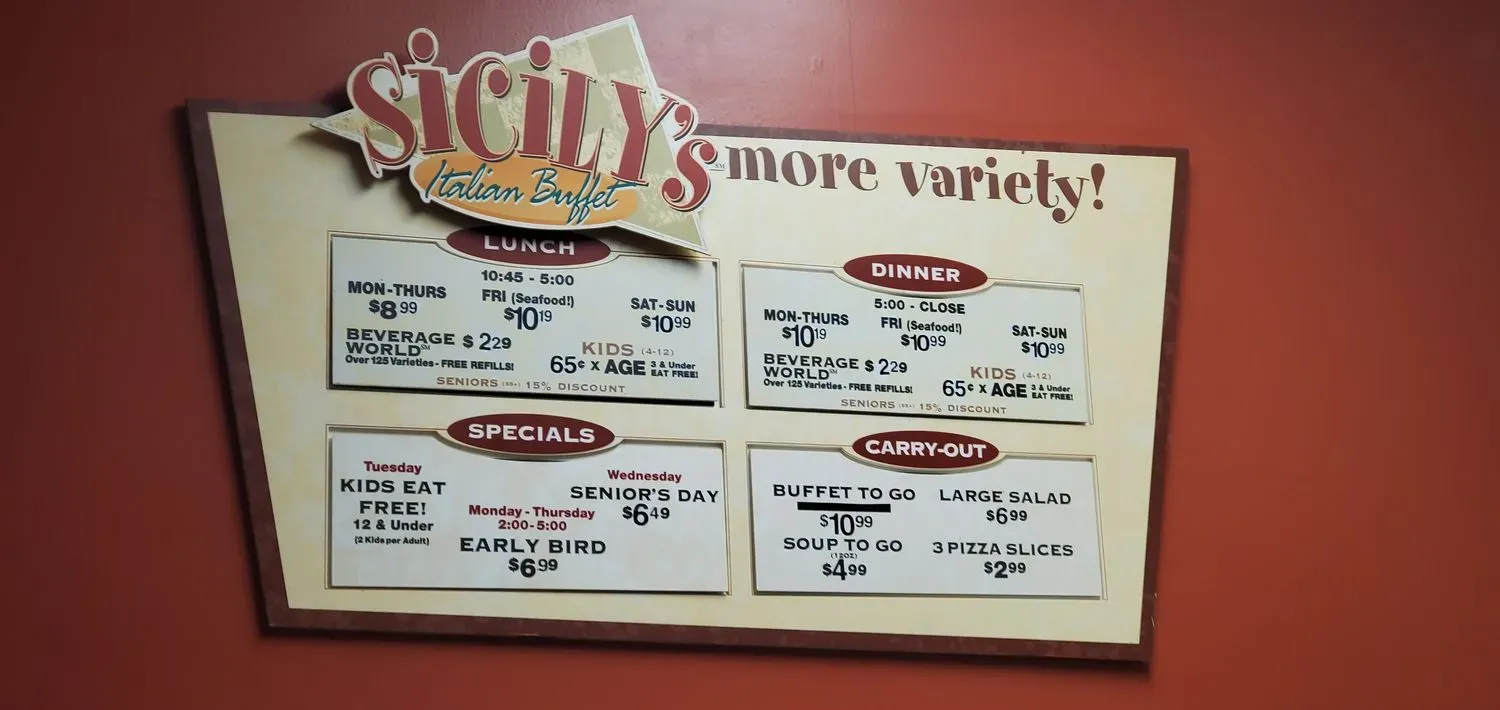 SiCiLY's
Italian Buffet
SM
more variety!
LUNCH
10:45 - 5:00
MON-THURS
$8 99
FRI (Seafood!)
$10 19
SAT-SUN
$10 99
BEVERAGE $ 2 29
WORLD SM
Over 125 Varieties - FREE REFILLS!
KIDS (4-12)
65¢ x AGE 3 & Under
EAT FREE!
SENIORS (55+) 15% DISCOUNT
DINNER
5:00 - CLOSE
MON-THURS
$10 19
FRI (Seafood!)
$10 99
SAT-SUN
$10 99
BEVERAGE $ 2 29
WORLD SM
Over 125 Varieties - FREE REFILLS!
KIDS (4-12)
65¢ x AGE 3 & Under
EAT FREE!
SENIORS (55+) 15% DISCOUNT
SPECIALS
Tuesday
KIDS EAT
FREE!
12 & Under
(2 Kids per Adult)
Monday - Thursday
2:00-5:00
EARLY BIRD
$6 99
Wednesday
SENIOR'S DAY
$6 49
CARRY-OUT
BUFFET TO GO
$10 99
LARGE SALAD
$6 99
SOUP TO GO
(12OZ)
$4 99
3 PIZZA SLICES
$2 99